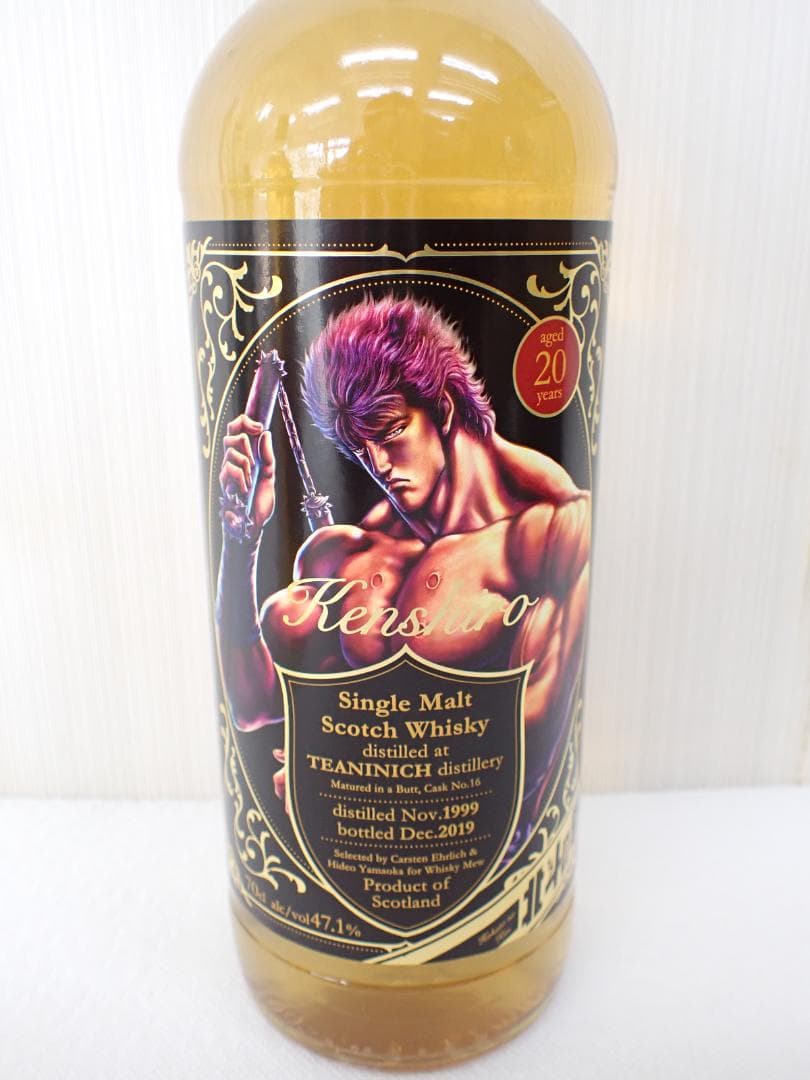 aged
20
years
Kenshiro
Single Malt
Scotch Whisky
distilled at
TEANINICH distillery
Matured in a Butt, Cask No.16
distilled Nov.1999
bottled Dec.2019
Selected by Carsten Ehrlich &
Hideo Yamaoka for Whisky Mew
Product of
Scotland
70cl alc/vol47.1%